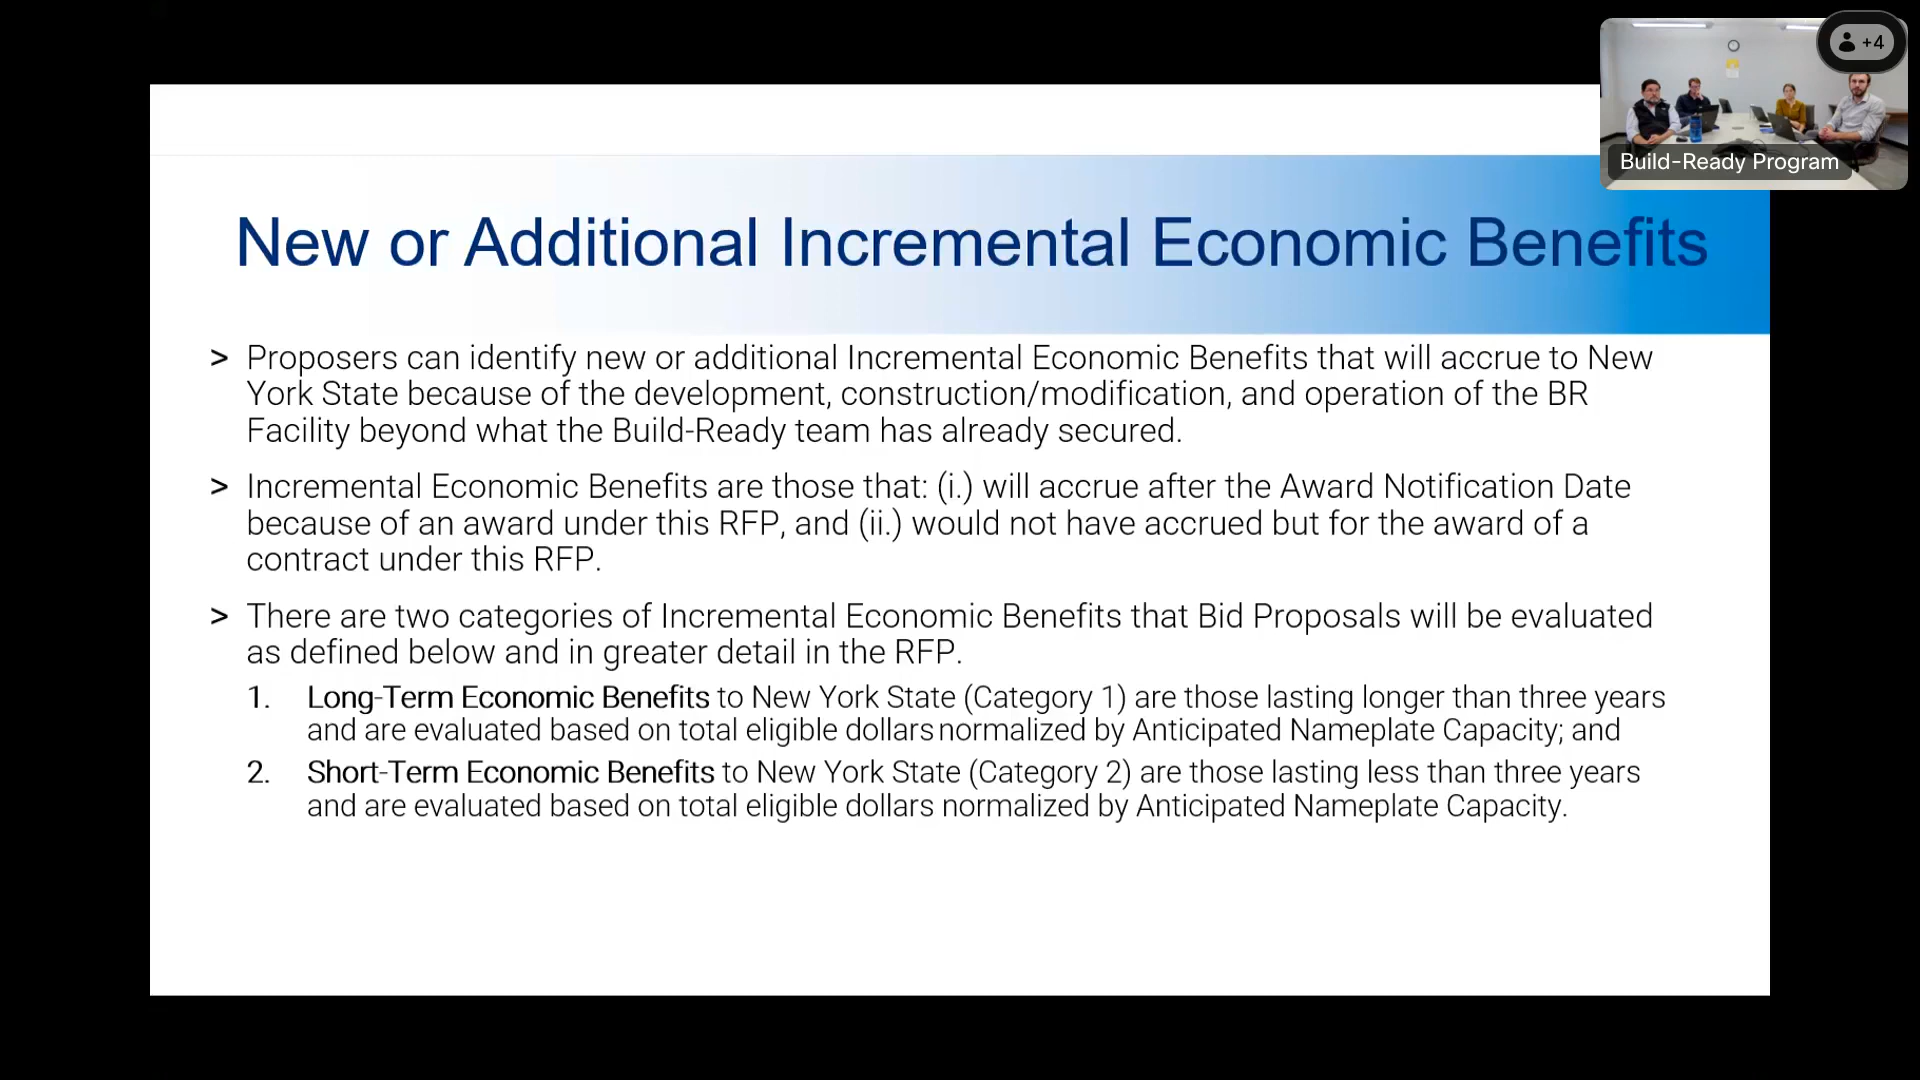 +4
Build-Ready Program
New or Additional Incremental Economic Benefits
> Proposers can identify new or additional Incremental Economic Benefits that will accrue to New
York State because of the development, construction/modification, and operation of the BR
Facility beyond what the Build-Ready team has already secured.
> Incremental Economic Benefits are those that: (i.) will accrue after the Award Notification Date
because of an award under this RFP, and (ii.) would not have accrued but for the award of a
contract under this RFP.
> There are two categories of Incremental Economic Benefits that Bid Proposals will be evaluated
as defined below and in greater detail in the RFP.
1. Long-Term Economic Benefits to New York State (Category 1) are those lasting longer than three years
and are evaluated based on total eligible dollars normalized by Anticipated Nameplate Capacity; and
2. Short-Term Economic Benefits to New York State (Category 2) are those lasting less than three years
and are evaluated based on total eligible dollars normalized by Anticipated Nameplate Capacity.